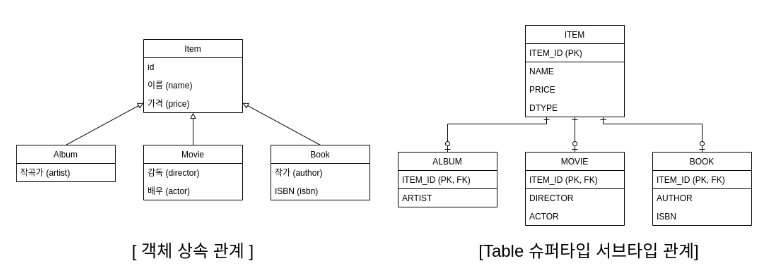 Item
id
이름 (name)
가격 (price)
Album
작곡가 (artist)
Movie
감독 (director)
배우 (actor)
Book
작가 (author)
ISBN (isbn)
[ 객체 상속 관계 ]
ITEM
ITEM_ID (PK)
NAME
PRICE
DTYPE
ALBUM
ITEM_ID (PK, FK)
ARTIST
MOVIE
ITEM_ID (PK, FK)
DIRECTOR
ACTOR
BOOK
ITEM_ID (PK, FK)
AUTHOR
ISBN
[Table 슈퍼타입 서브타입 관계]